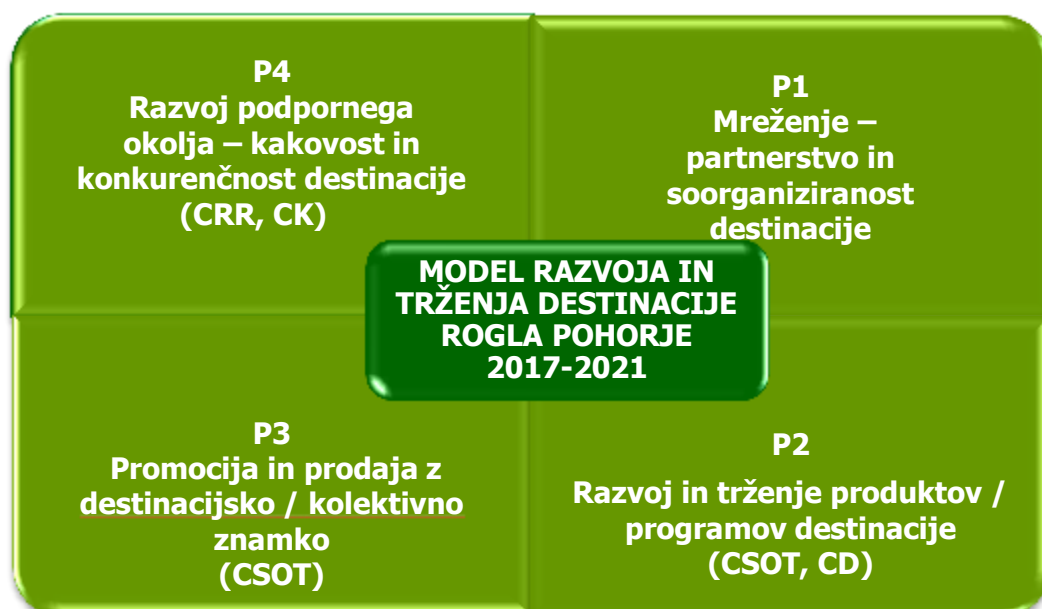 P4
Razvoj podpornega
okolja – kakovost in
konkurenčnost destinacije
(CRR, CK)
P1
Mreženje –
partnerstvo in
soorganiziranost
destinacije
MODEL RAZVOJA IN
TRŽENJA DESTINACIJE
ROGLA POHORJE
2017-2021
P3
Promocija in prodaja z
destinacijsko / kolektivno
znamko
(CSOT)
P2
Razvoj in trženje produktov /
programov destinacije
(CSOT, CD)